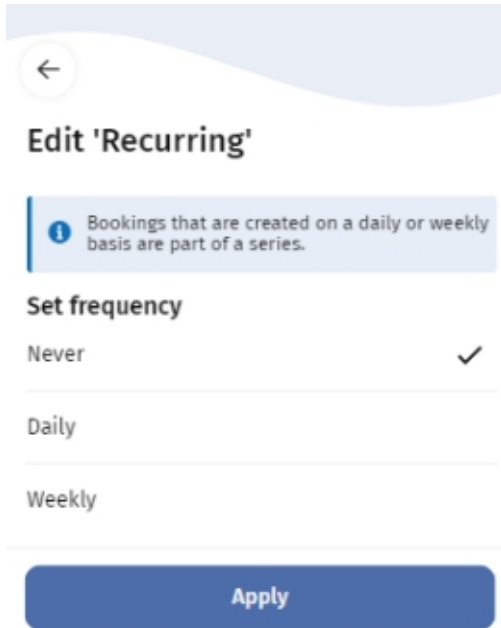 Edit 'Recurring'
Bookings that are created on a daily or weekly
basis are part of a series.
Set frequency
Never
Daily
Weekly
Apply